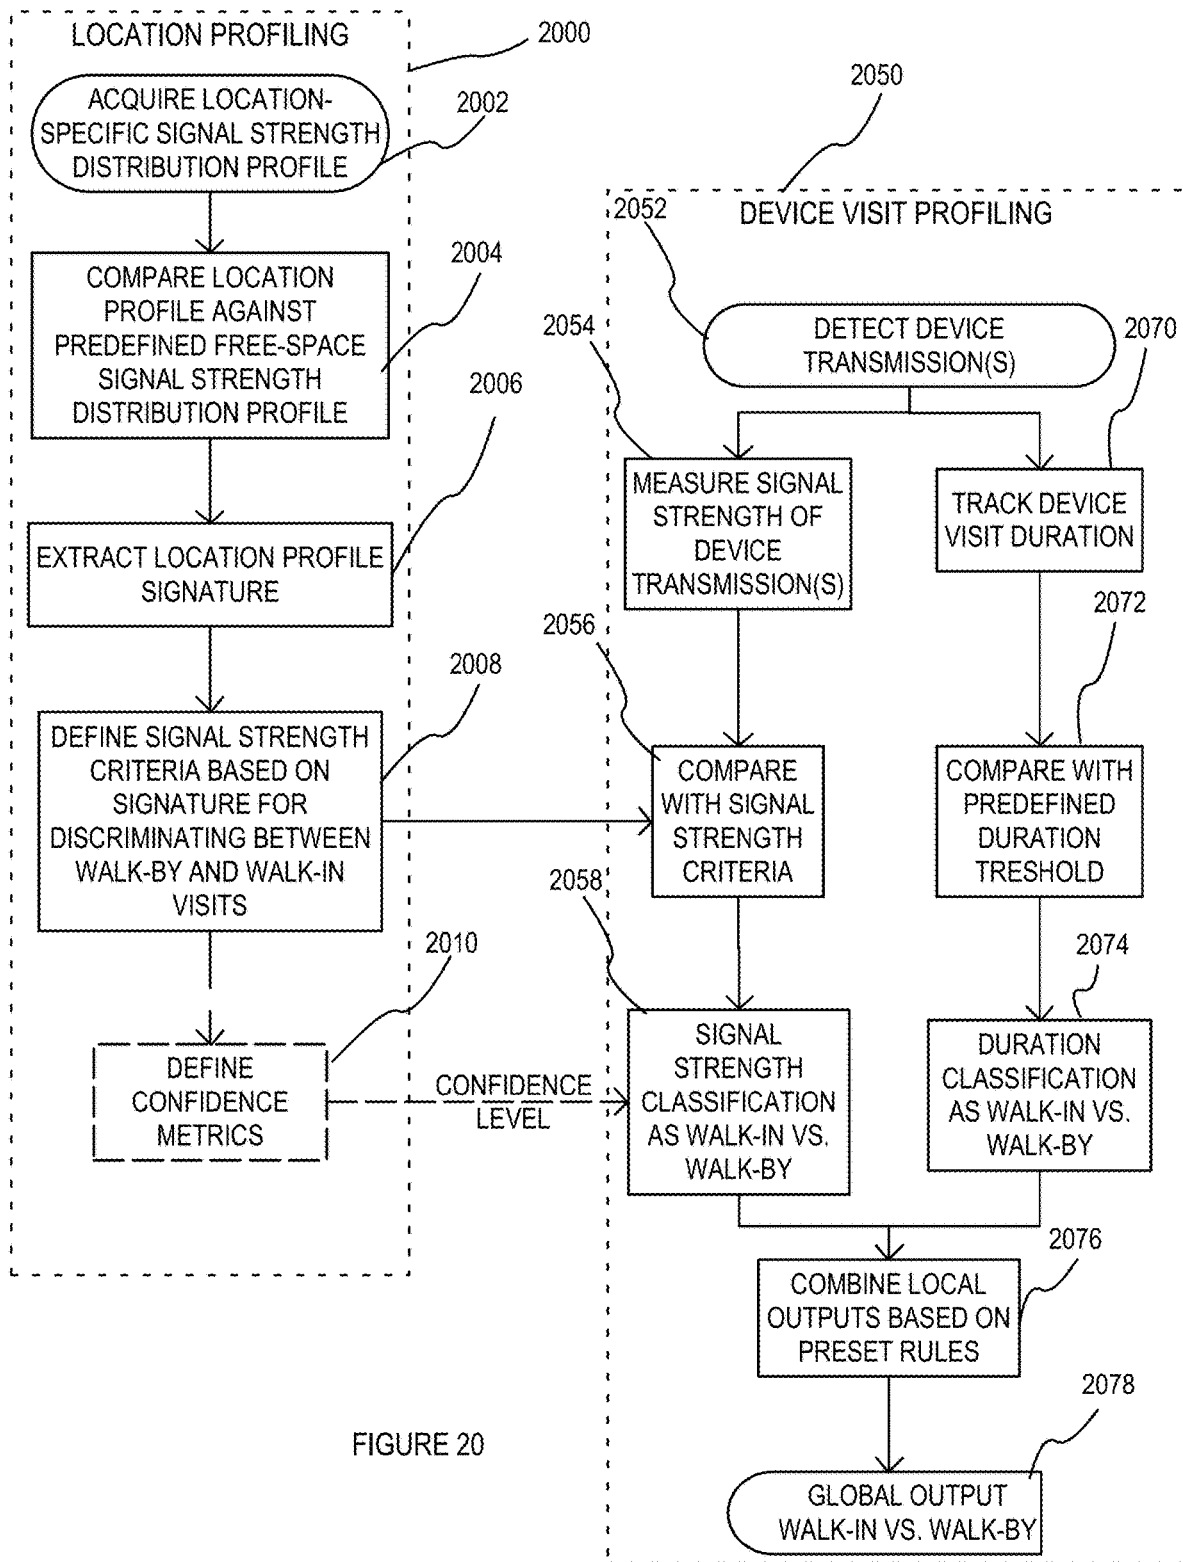 LOCATION PROFILING
2000
ACQUIRE LOCATION-
SPECIFIC SIGNAL STRENGTH
DISTRIBUTION PROFILE
2002
COMPARE LOCATION
PROFILE AGAINST
PREDEFINED FREE-SPACE
SIGNAL STRENGTH
DISTRIBUTION PROFILE
2004
EXTRACT LOCATION PROFILE
SIGNATURE
2006
DEFINE SIGNAL STRENGTH
CRITERIA BASED ON
SIGNATURE FOR
DISCRIMINATING BETWEEN
WALK-BY AND WALK-IN
VISITS
2008
DEFINE
CONFIDENCE
METRICS
2010
CONFIDENCE
LEVEL
2050
DEVICE VISIT PROFILING
2052
DETECT DEVICE
TRANSMISSION(S)
2054
MEASURE SIGNAL
STRENGTH OF
DEVICE
TRANSMISSION(S)
2070
TRACK DEVICE
VISIT DURATION
2056
COMPARE
WITH SIGNAL
STRENGTH
CRITERIA
2072
COMPARE WITH
PREDEFINED
DURATION
TRESHOLD
2058
SIGNAL
STRENGTH
CLASSIFICATION
AS WALK-IN VS.
WALK-BY
2074
DURATION
CLASSIFICATION
AS WALK-IN VS.
WALK-BY
2076
COMBINE LOCAL
OUTPUTS BASED ON
PRESET RULES
2078
GLOBAL OUTPUT
WALK-IN VS. WALK-BY
FIGURE 20